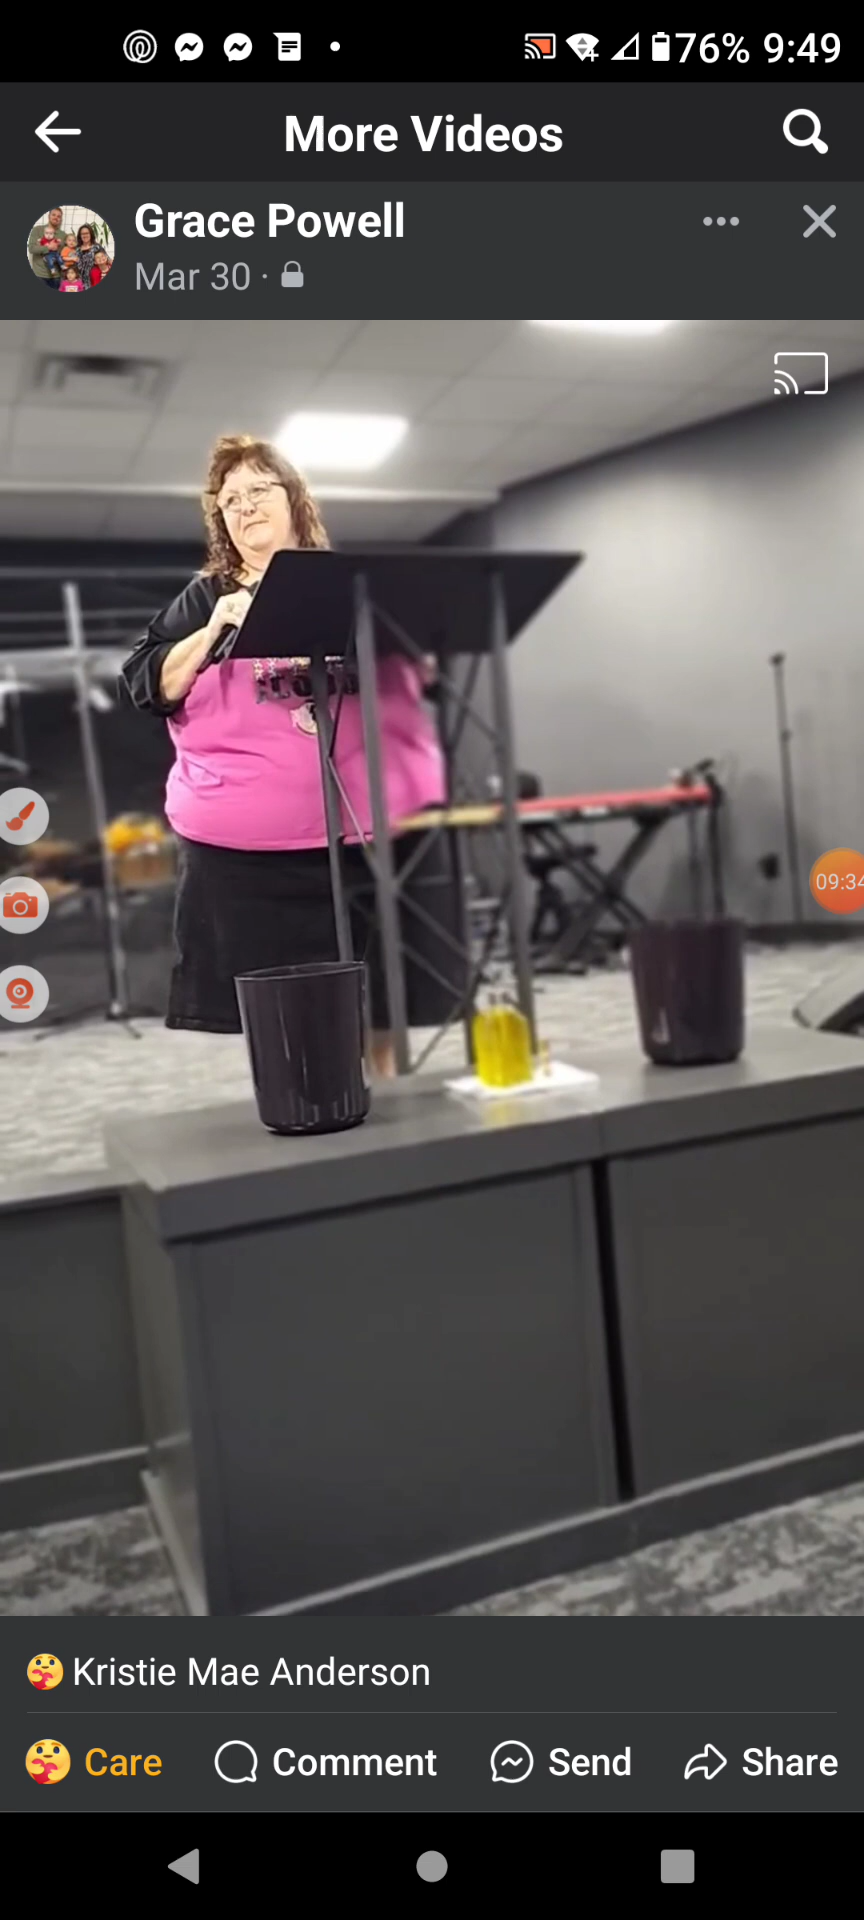 76% 9:49
More Videos
Grace Powell
Mar 30 ·
09:34
Kristie Mae Anderson
Care Comment Send Share